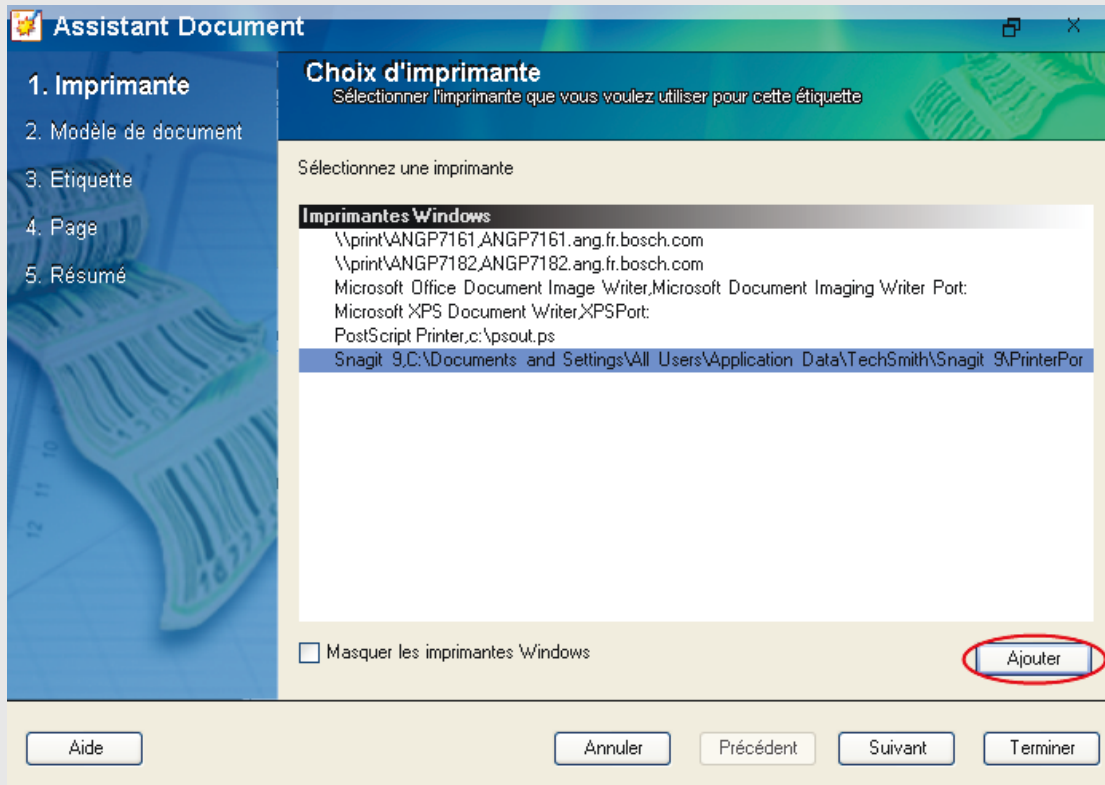 Assistant Document
1. Imprimante
2. Modèle de document
3. Etiquette
4. Page
5. Résumé
Choix d'imprimante
Sélectionner l'imprimante que vous voulez utiliser pour cette étiquette
Sélectionnez une imprimante
Imprimantes Windows
\\print\ANGP7161,ANGP7161.ang.fr.bosch.com
\\print\ANGP7182,ANGP7182.ang.fr.bosch.com
Microsoft Office Document Image Writer,Microsoft Document Imaging Writer Port:
Microsoft XPS Document Writer,XPSPort:
PostScript Printer,c:\psout.ps
Snagit 9,C:\Documents and Settings\All Users\Application Data\TechSmith\Snagit 9\PrinterPor
Masquer les imprimantes Windows
Ajouter
Aide
Annuler
Précédent
Suivant
Terminer